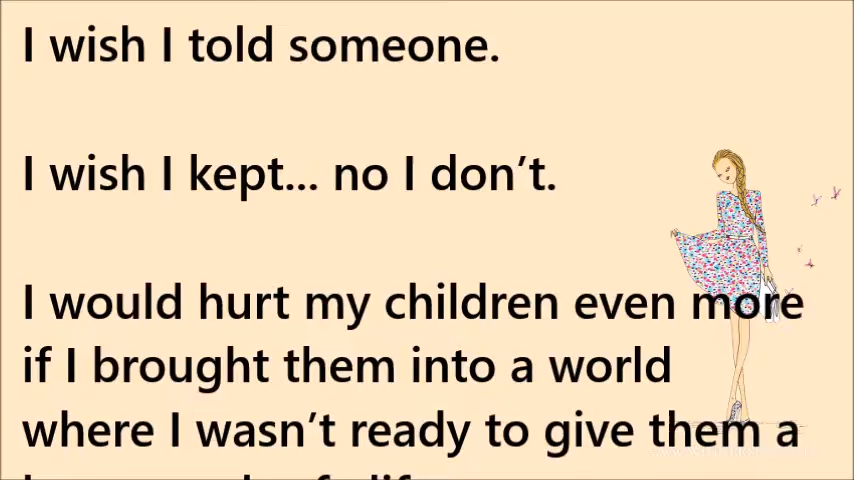 I wish I told someone.
I wish I kept... no I don't.
I would hurt my children even more
if I brought them into a world
where I wasn't ready to give them a